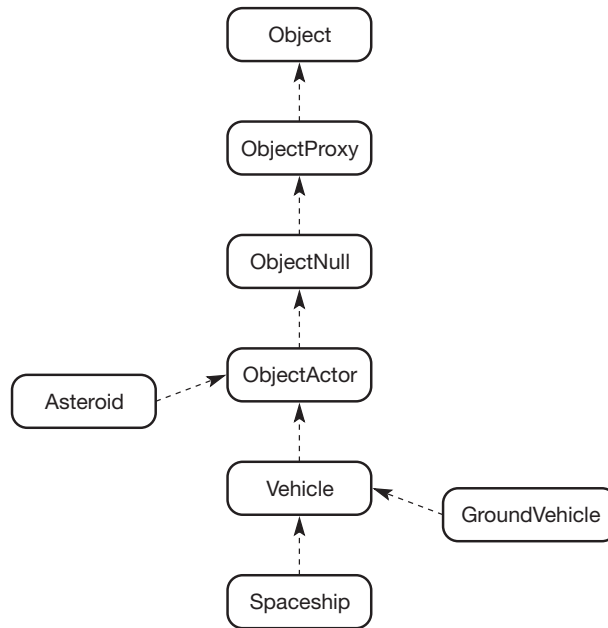 Object
ObjectProxy
ObjectNull
ObjectActor
Asteroid
Vehicle
GroundVehicle
Spaceship